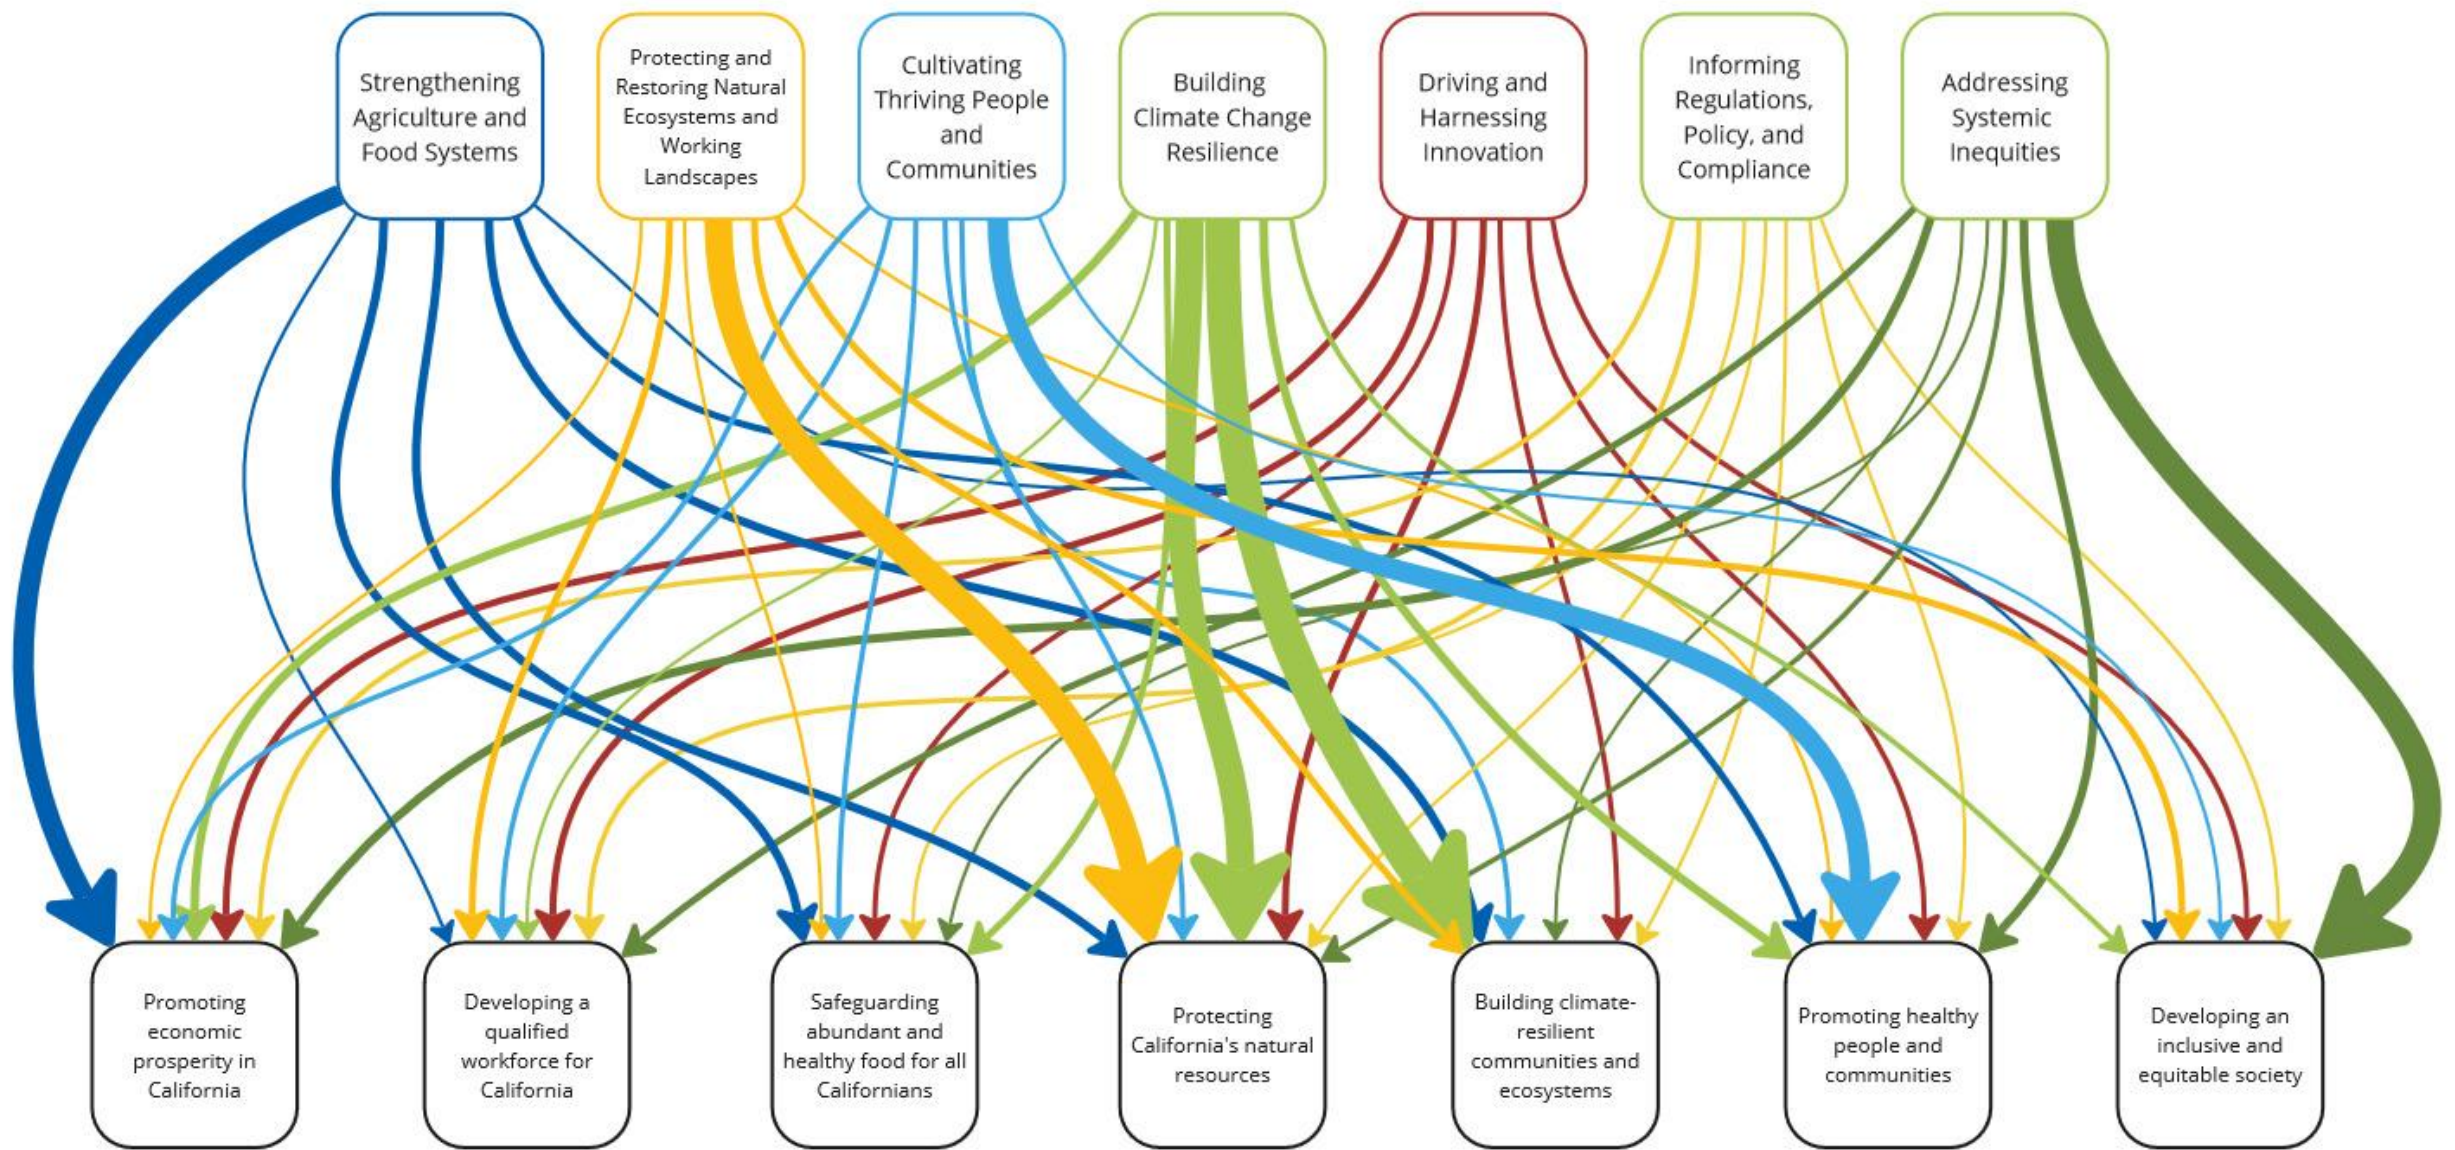 Strengthening
Agriculture and
Food Systems
Protecting and
Restoring Natural
Ecosystems and
Working
Landscapes
Cultivating
Thriving People
and
Communities
Building
Climate Change
Resilience
Driving and
Harnessing
Innovation
Informing
Regulations,
Policy, and
Compliance
Addressing
Systemic
Inequities
Promoting
economic
prosperity in
California
Developing a
qualified
workforce for
California
Safeguarding
abundant and
healthy food for all
Californians
Protecting
California's natural
resources
Building climate-
resilient
communities and
ecosystems
Promoting healthy
people and
communities
Developing an
inclusive and
equitable society